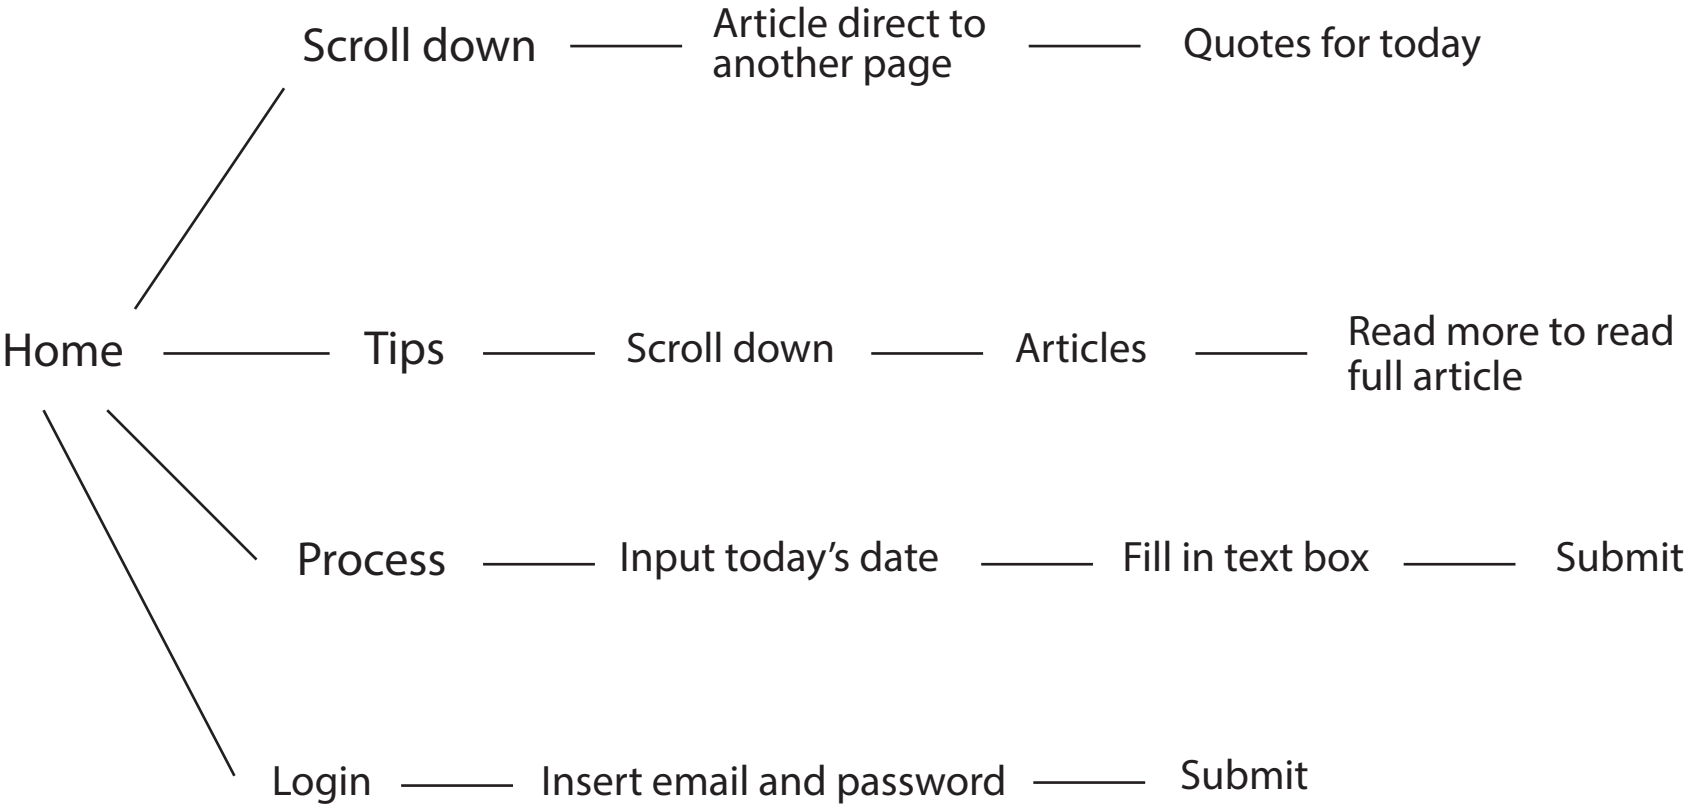 Scroll down
Article direct to
another page
Quotes for today
Home
Tips
Scroll down
Articles
Read more to read
full article
Process
Input today’s date
Fill in text box
Submit
Login
Insert email and password
Submit